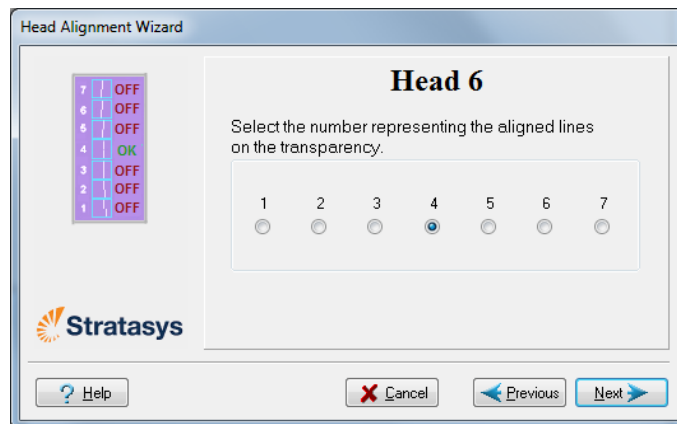 Head Alignment Wizard
7 OFF
6 OFF
5 OFF
4 OK
3 OFF
2 OFF
1 OFF
Head 6
Select the number representing the aligned lines
on the transparency.
1 2 3 4 5 6 7
Stratasys
? Help
Cancel
Previous
Next